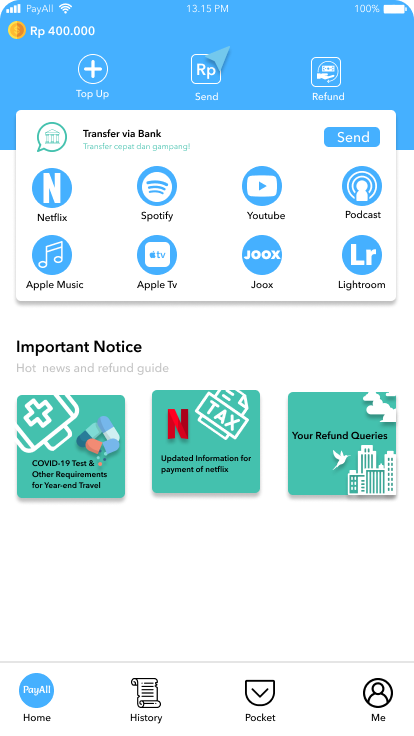 PayAll 13.15 PM 100%
Rp 400.000
Rp
Top Up Send Refund
Transfer via Bank
Transfer cepat dan gampang!
Send
N
Netflix Spotify Youtube Podcast
tv JOOX Lr
Apple Music Apple Tv Joox Lightroom
Important Notice
Hot news and refund guide
COVID-19 Test &
Other Requirements
for Year-end Travel
N TAX
Updated Information for
payment of netflix
Your Refund Queries
PayAll
Home History Pocket Me